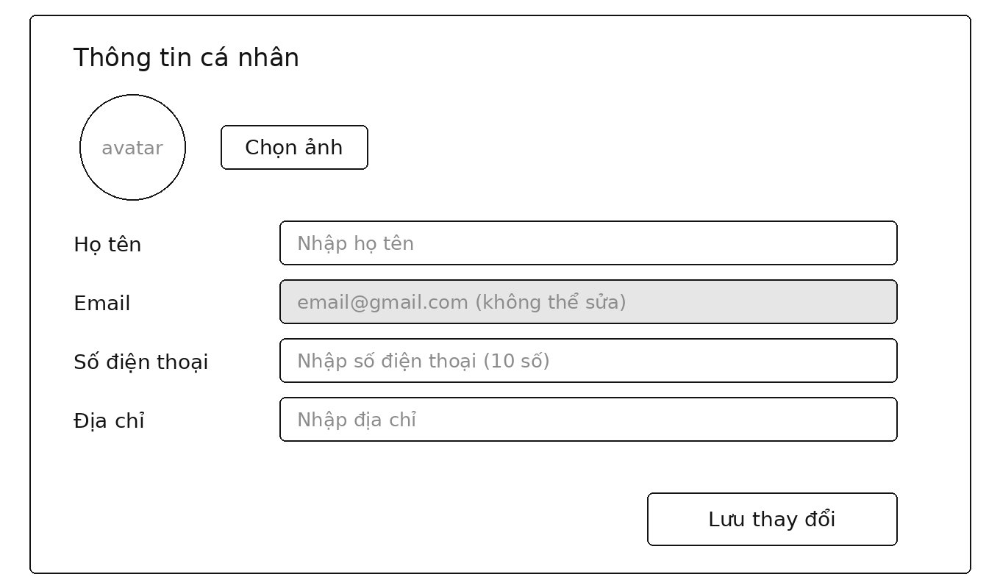 Thông tin cá nhân
avatar
Chọn ảnh
Họ tên
Nhập họ tên
Email
email@gmail.com (không thể sửa)
Số điện thoại
Nhập số điện thoại (10 số)
Địa chỉ
Nhập địa chỉ
Lưu thay đổi